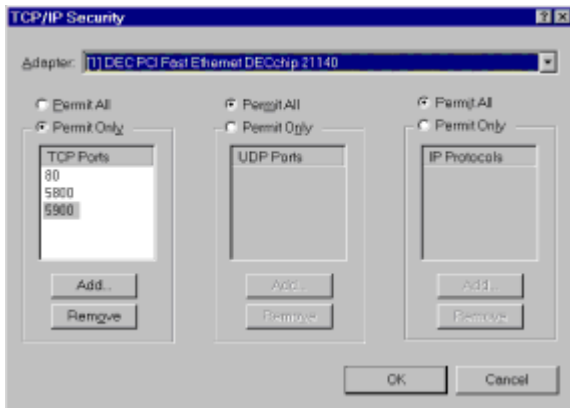 TCP/IP Security
Adapter: [1] DEC PCI Fast Ethernet DECchip 21140
Permit All
Permit Only
TCP Ports
80
5800
5900
Add...
Remove
Permit All
Permit Only
UDP Ports
Add...
Remove
Permit All
Permit Only
IP Protocols
Add...
Remove
OK
Cancel